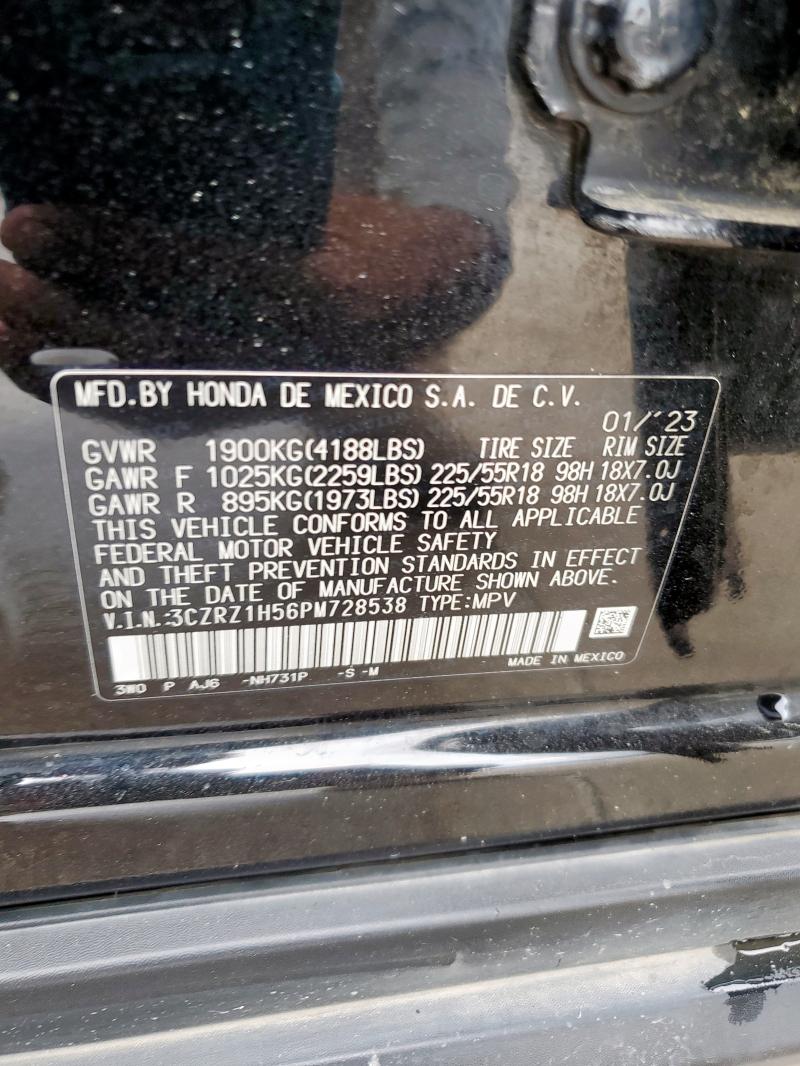 MFD.BY HONDA DE MEXICO S.A. DE C.V.
01/'23
GVWR 1900KG(4188LBS) TIRE SIZE RIM SIZE
GAWR F 1025KG(2259LBS) 225/55R18 98H 18X7.0J
GAWR R 895KG(1973LBS) 225/55R18 98H 18X7.0J
THIS VEHICLE CONFORMS TO ALL APPLICABLE
FEDERAL MOTOR VEHICLE SAFETY
AND THEFT PREVENTION STANDARDS IN EFFECT
ON THE DATE OF MANUFACTURE SHOWN ABOVE.
V.I.N.:3CZRZ1H56PM728538 TYPE:MPV
MADE IN MEXICO
3W0 P AJ6 -NH731P -S -M